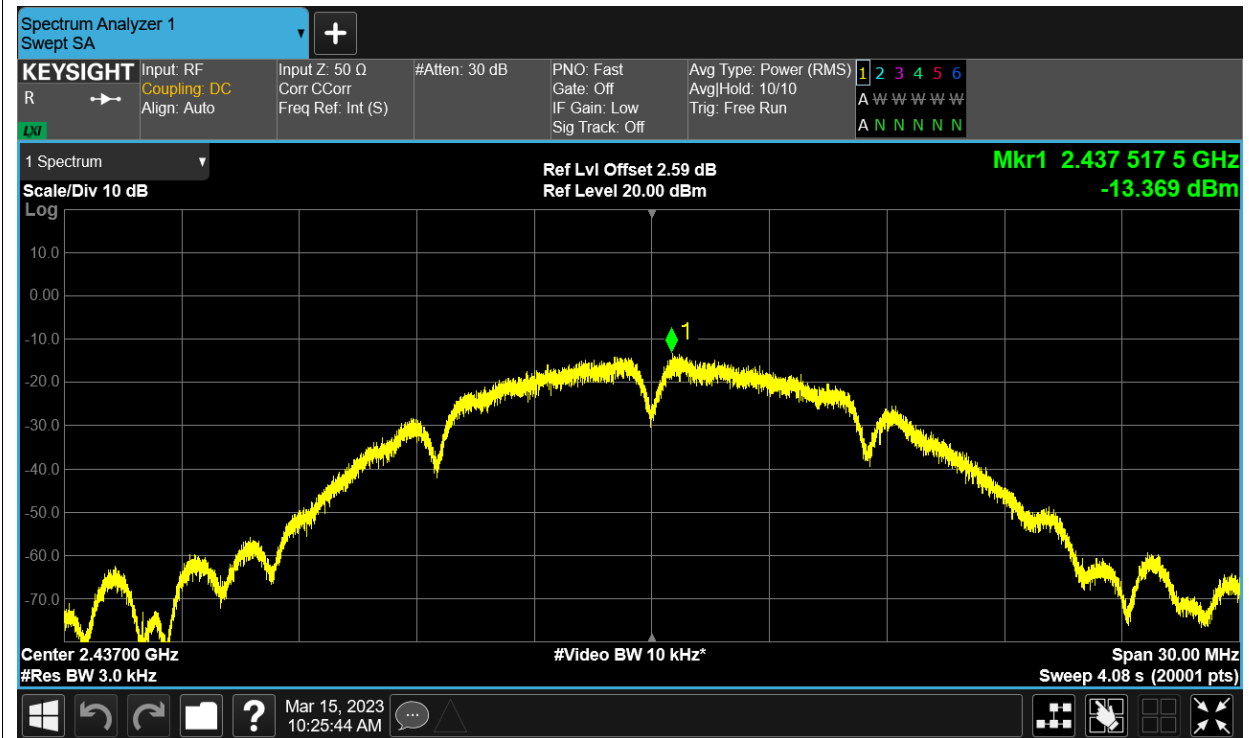 Spectrum Analyzer 1
Swept SA
KEYSIGHT
R
LXI
Input: RF
Coupling: DC
Align: Auto
Input Z: 50 Ω
Corr CCorr
Freq Ref: Int (S)
#Atten: 30 dB
PNO: Fast
Gate: Off
IF Gain: Low
Sig Track: Off
Avg Type: Power (RMS)
Avg|Hold: 10/10
Trig: Free Run
1 2 3 4 5 6
A W W W W W
A N N N N N
1 Spectrum
Scale/Div 10 dB
Log
Ref Lvl Offset 2.59 dB
Ref Level 20.00 dBm
Mkr1 2.437 517 5 GHz
-13.369 dBm
10.0
0.00
-10.0
-20.0
-30.0
-40.0
-50.0
-60.0
-70.0
1
Center 2.43700 GHz
#Res BW 3.0 kHz
#Video BW 10 kHz*
Span 30.00 MHz
Sweep 4.08 s (20001 pts)
?
Mar 15, 2023
10:25:44 AM